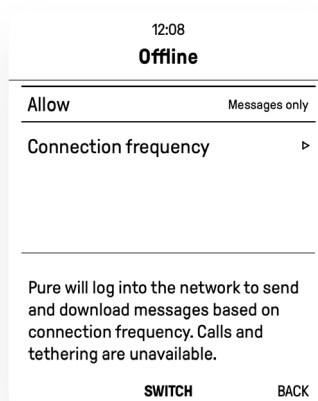 12:08
Offline
Allow Messages only
Connection frequency
Pure will log into the network to send
and download messages based on
connection frequency. Calls and
tethering are unavailable.
SWITCH BACK